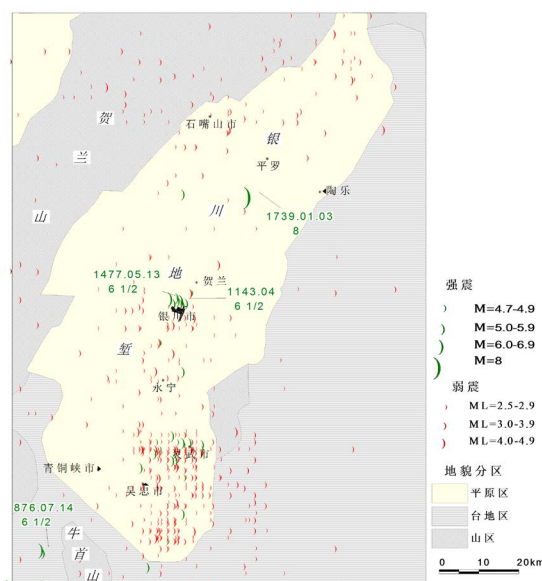 贺
兰
山
石嘴山市
银
平罗
陶乐
川
1739.01.03
8
地
1477.05.13
6 1/2
贺兰
1143.04
6 1/2
银川市
堑
永宁
灵武市
青铜峡市
吴忠市
876.07.14
6 1/2
牛
首
山
强震
M=4.7-4.9
M=5.0-5.9
M=6.0-6.9
M=8
弱震
ML=2.5-2.9
ML=3.0-3.9
ML=4.0-4.9
地貌分区
平原区
台地区
山区
0 10 20km